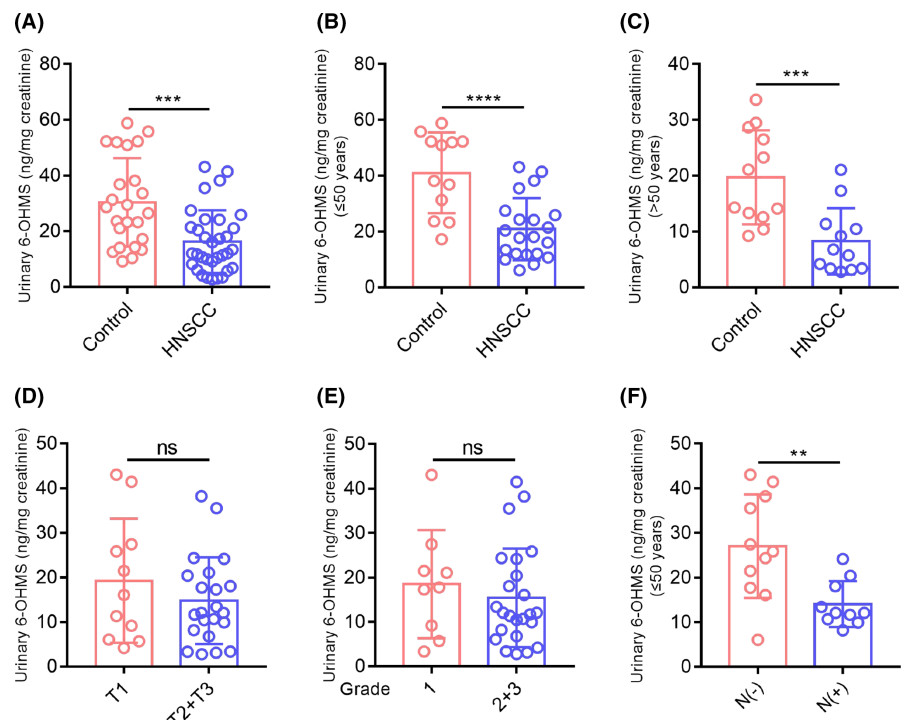 (A)
Urinary 6-OHMS (ng/mg creatinine)
80
60
40
20
0
***
Control
HNSCC
(B)
Urinary 6-OHMS (ng/mg creatinine)
(≤50 years)
80
60
40
20
0
****
Control
HNSCC
(C)
Urinary 6-OHMS (ng/mg creatinine)
(>50 years)
40
30
20
10
0
***
Control
HNSCC
(D)
Urinary 6-OHMS (ng/mg creatinine)
50
40
30
20
10
0
ns
T1
T2+T3
(E)
Urinary 6-OHMS (ng/mg creatinine)
50
40
30
20
10
0
ns
Grade 1 2+3
(F)
Urinary 6-OHMS (ng/mg creatinine)
(≤50 years)
50
40
30
20
10
0
**
N(-)
N(+)